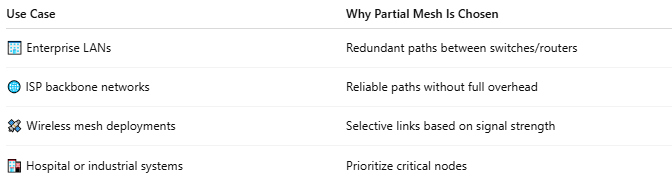 Use Case Why Partial Mesh Is Chosen
Enterprise LANs Redundant paths between switches/routers
ISP backbone networks Reliable paths without full overhead
Wireless mesh deployments Selective links based on signal strength
Hospital or industrial systems Prioritize critical nodes